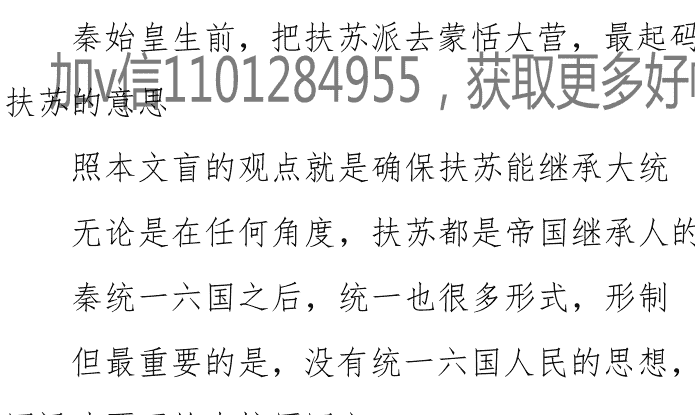 秦始皇生前，把扶苏派去蒙恬大营，最起码
加v信1101284955，获取更多好
扶苏的意思
照本文盲的观点就是确保扶苏能继承大统
无论是在任何角度，扶苏都是帝国继承人的
秦统一六国之后，统一也很多形式，形制
但最重要的是，没有统一六国人民的思想，